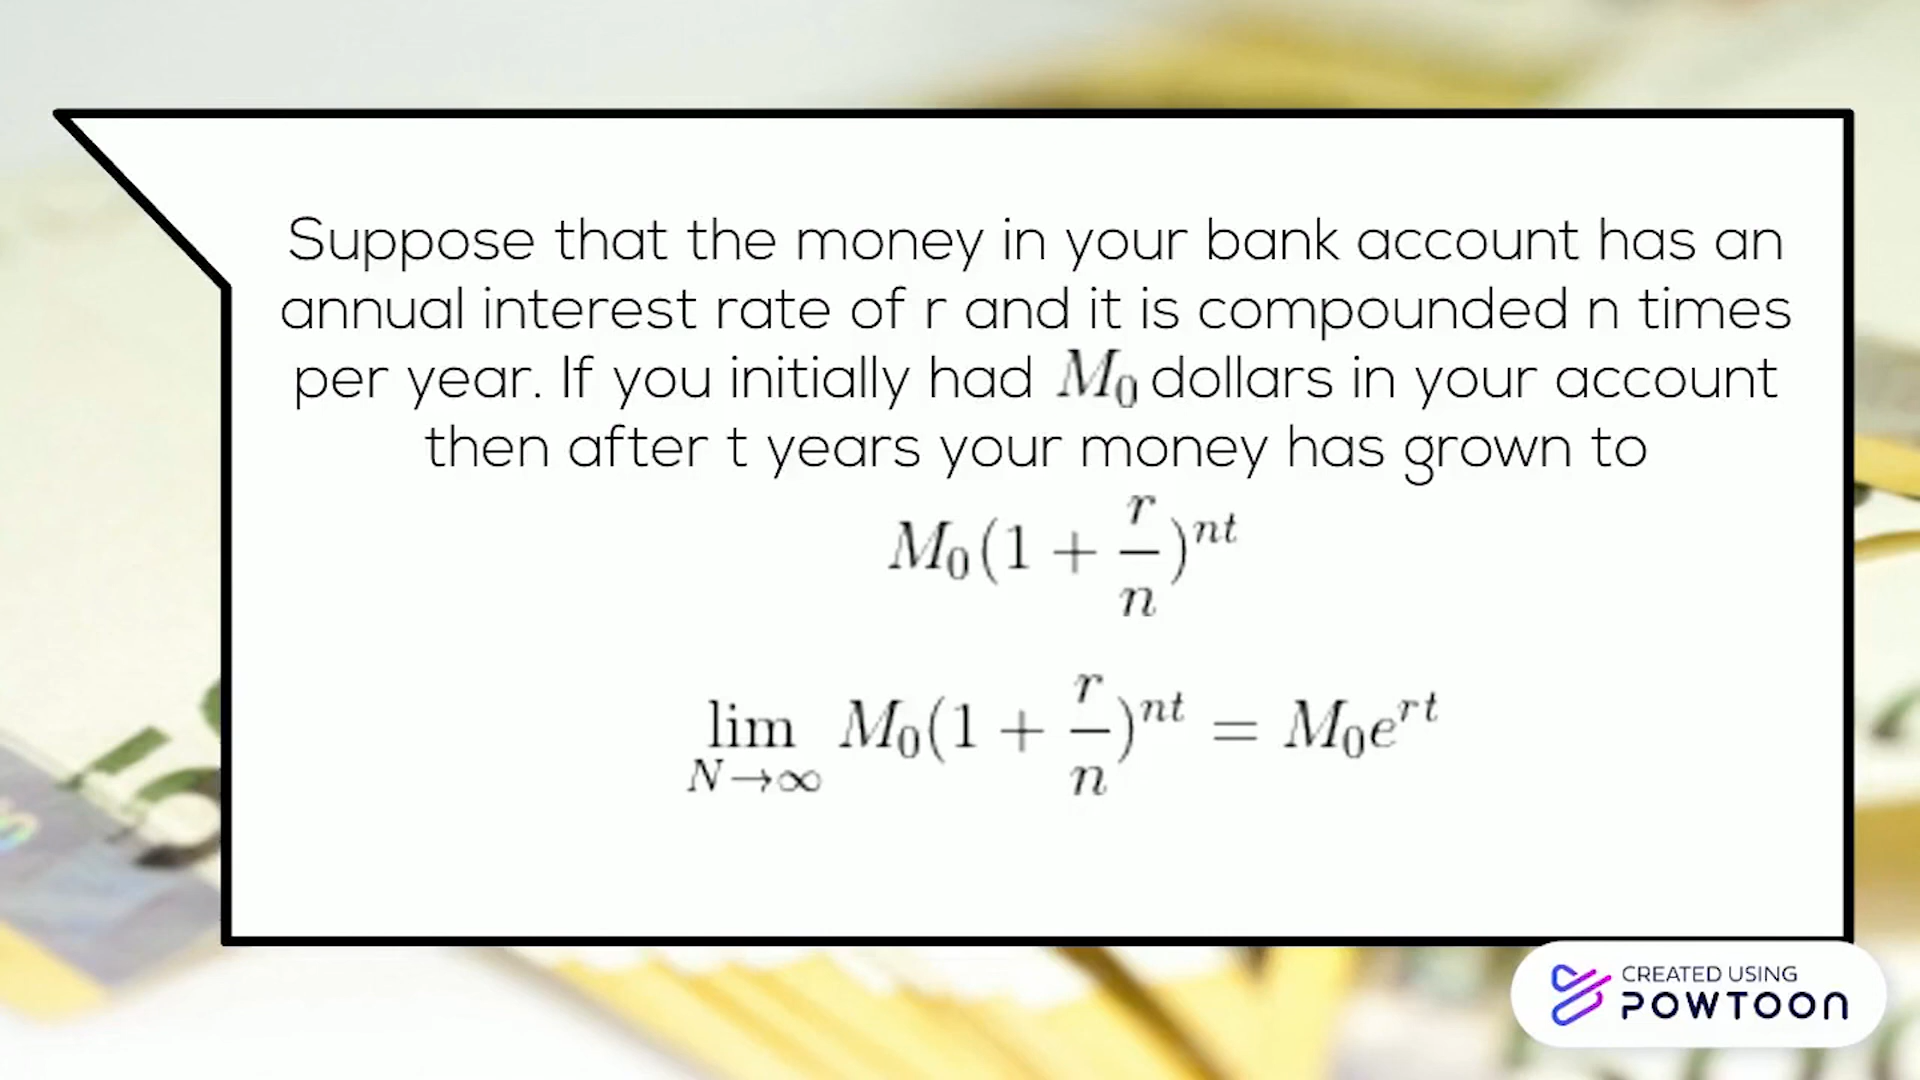 Suppose that the money in your bank account has an
annual interest rate of r and it is compounded n times
per year. If you initially had M₀ dollars in your account
then after t years your money has grown to
M₀(1 + r/n)^{nt}
lim_{N→∞} M₀(1 + r/n)^{nt} = M₀e^{rt}
CREATED USING
POWTOON